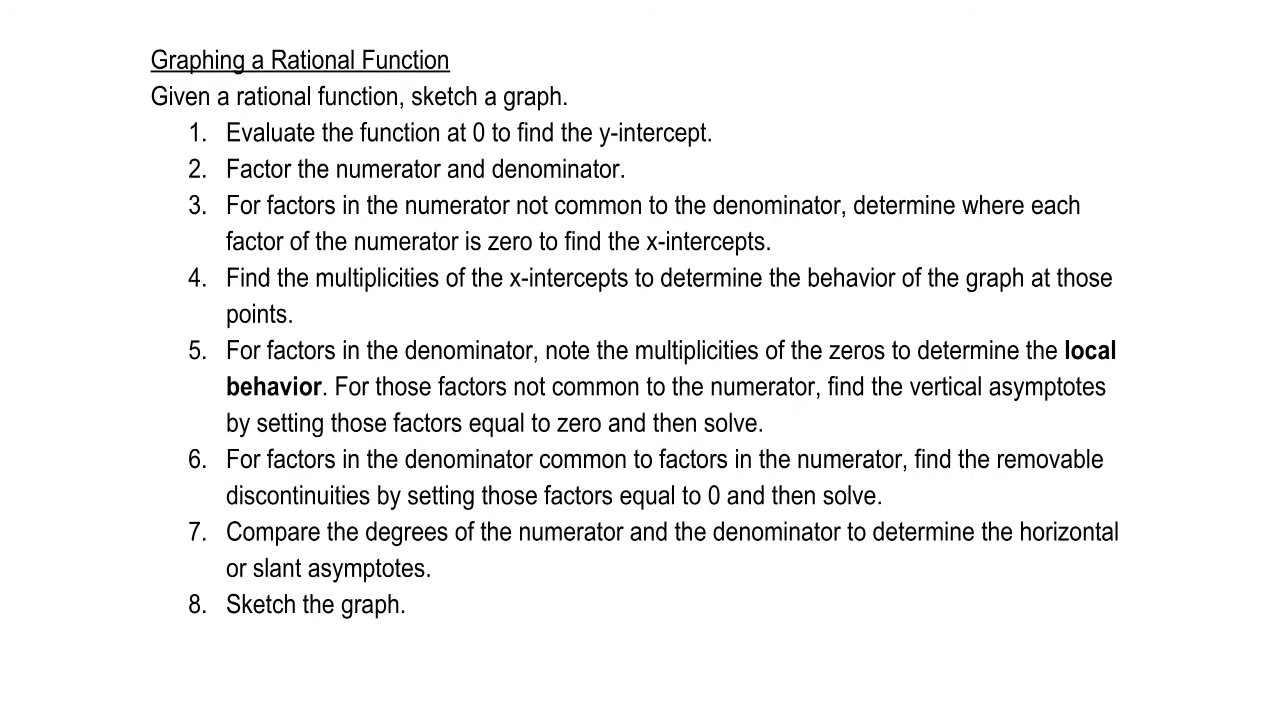 Graphing a Rational Function
Given a rational function, sketch a graph.
1. Evaluate the function at 0 to find the y-intercept.
2. Factor the numerator and denominator.
3. For factors in the numerator not common to the denominator, determine where each
factor of the numerator is zero to find the x-intercepts.
4. Find the multiplicities of the x-intercepts to determine the behavior of the graph at those
points.
5. For factors in the denominator, note the multiplicities of the zeros to determine the local
behavior. For those factors not common to the numerator, find the vertical asymptotes
by setting those factors equal to zero and then solve.
6. For factors in the denominator common to factors in the numerator, find the removable
discontinuities by setting those factors equal to 0 and then solve.
7. Compare the degrees of the numerator and the denominator to determine the horizontal
or slant asymptotes.
8. Sketch the graph.